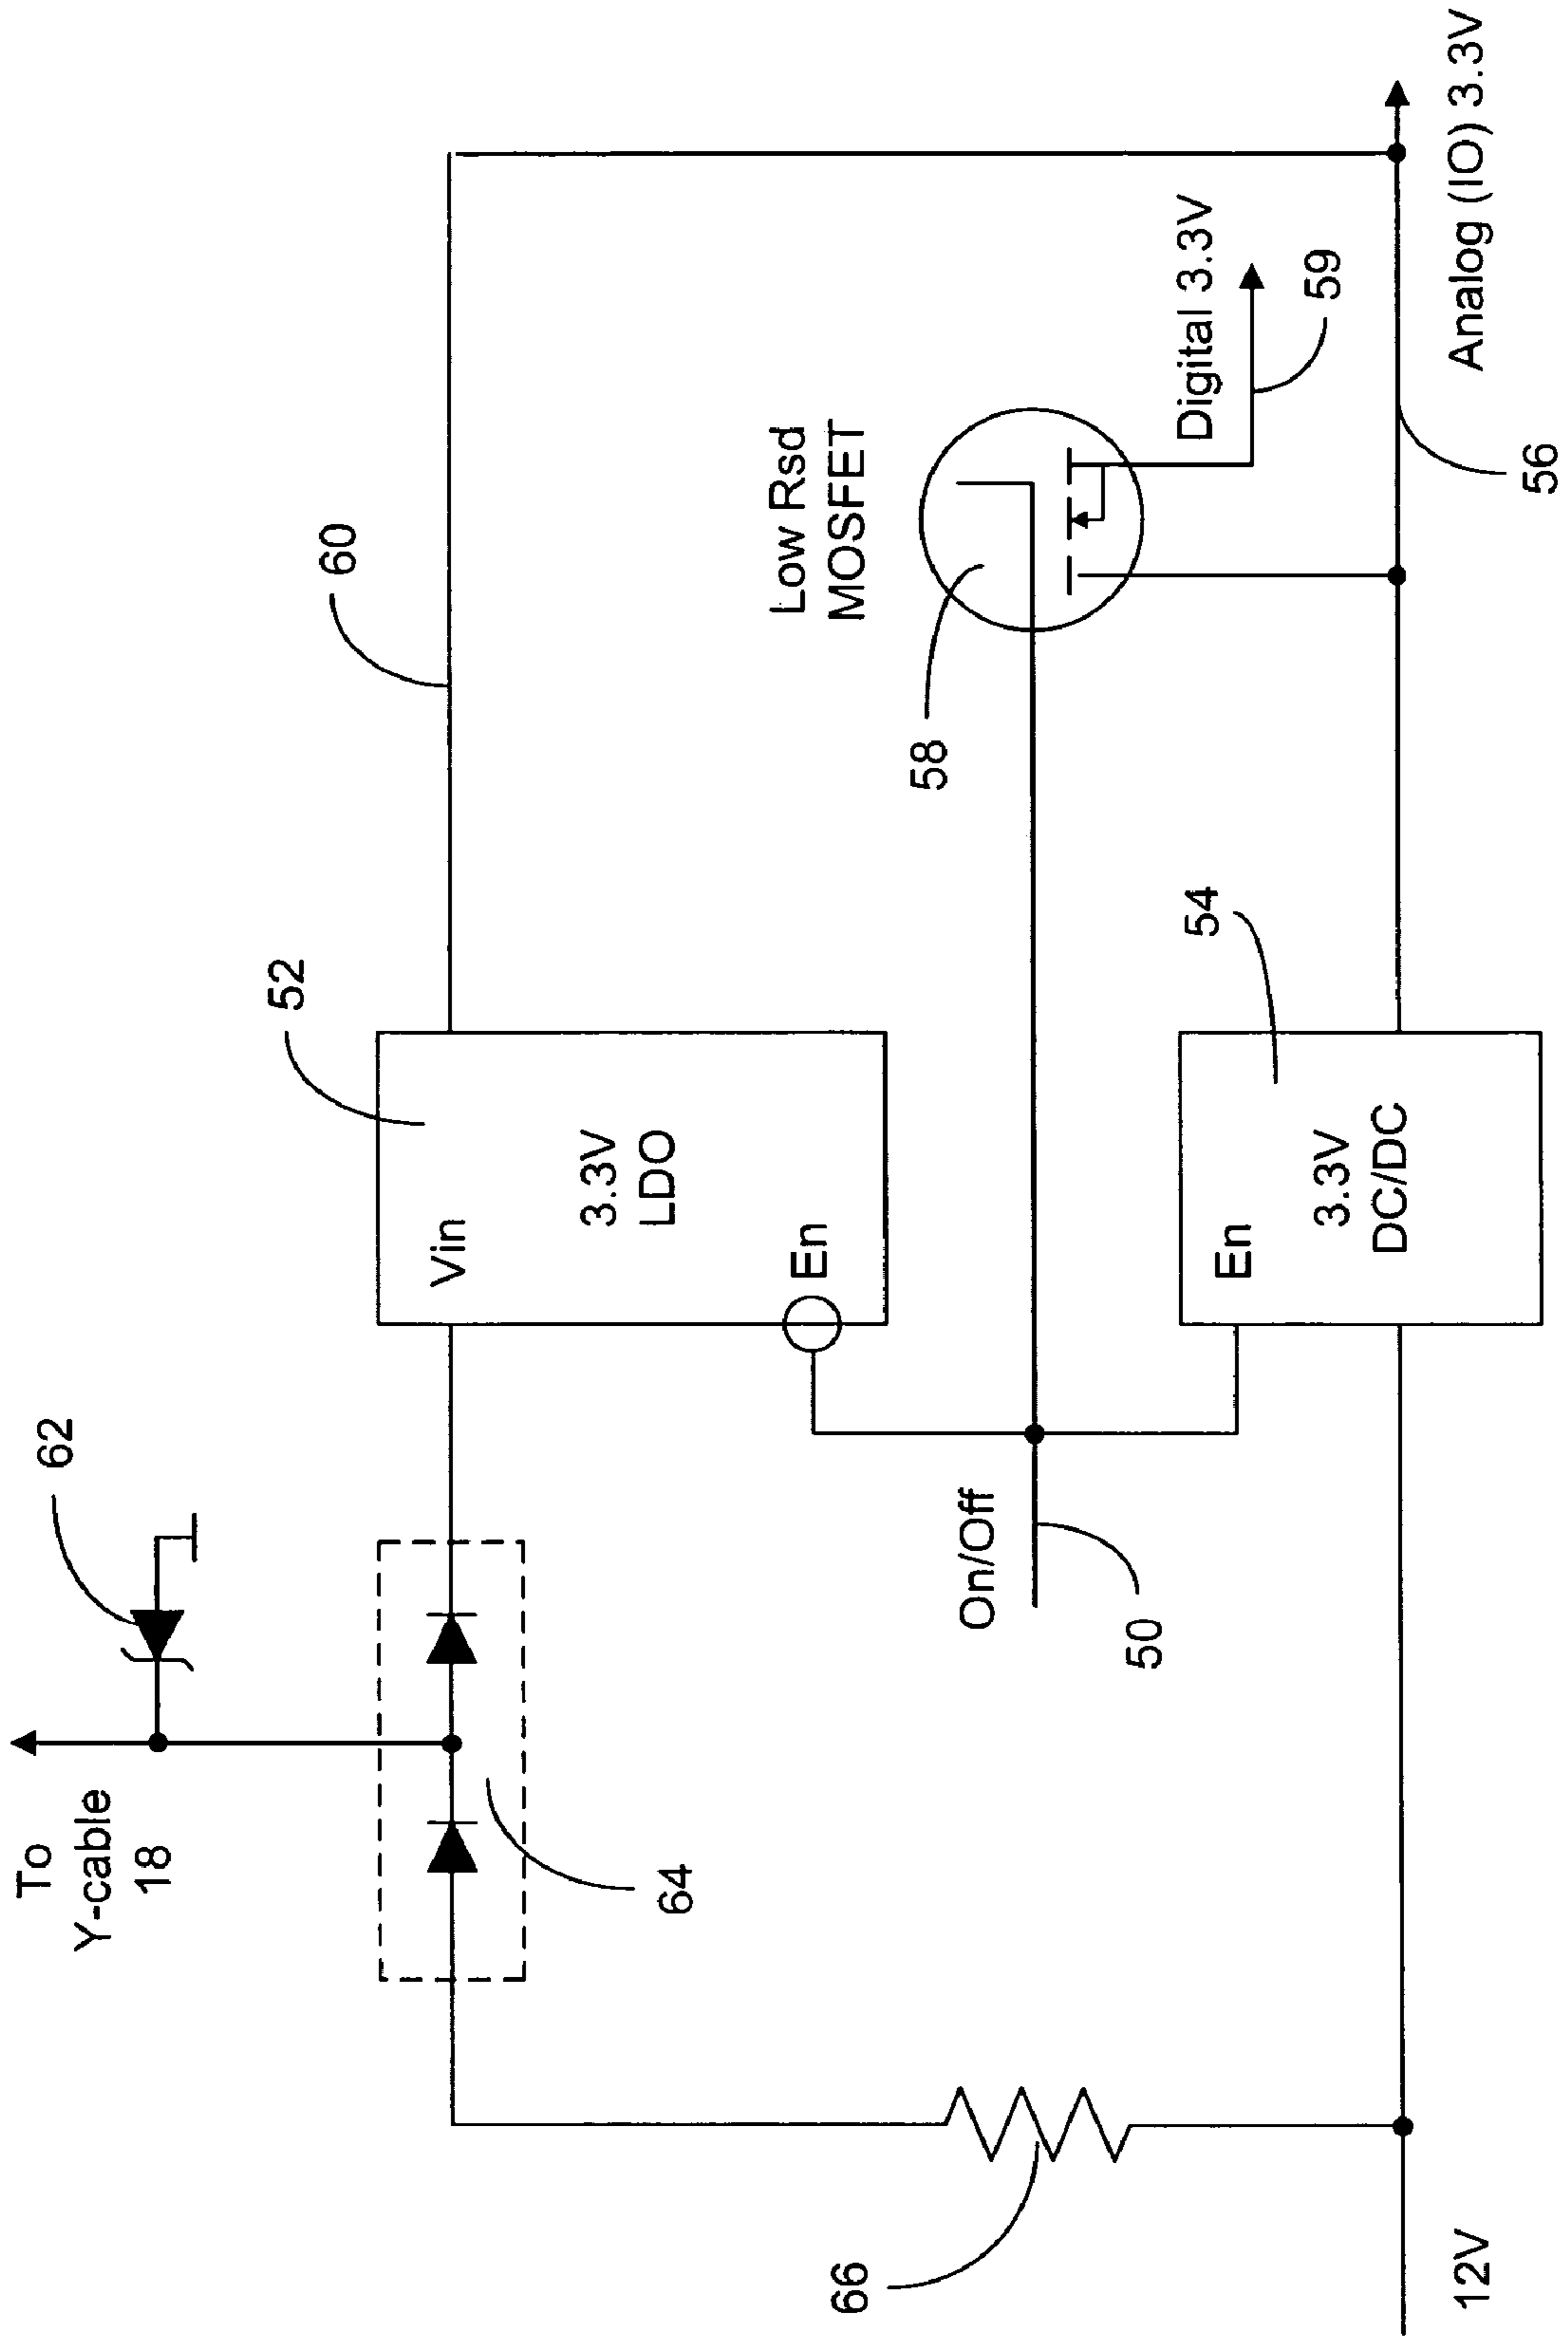 To
Y-cable
18
62
52
60
Vin
3.3V
LDO
En
64
Low Rsd
MOSFET
58
Digital 3.3V
59
On/Off
50
66
54
En
3.3V
DC/DC
56
12V
Analog (IO) 3.3V